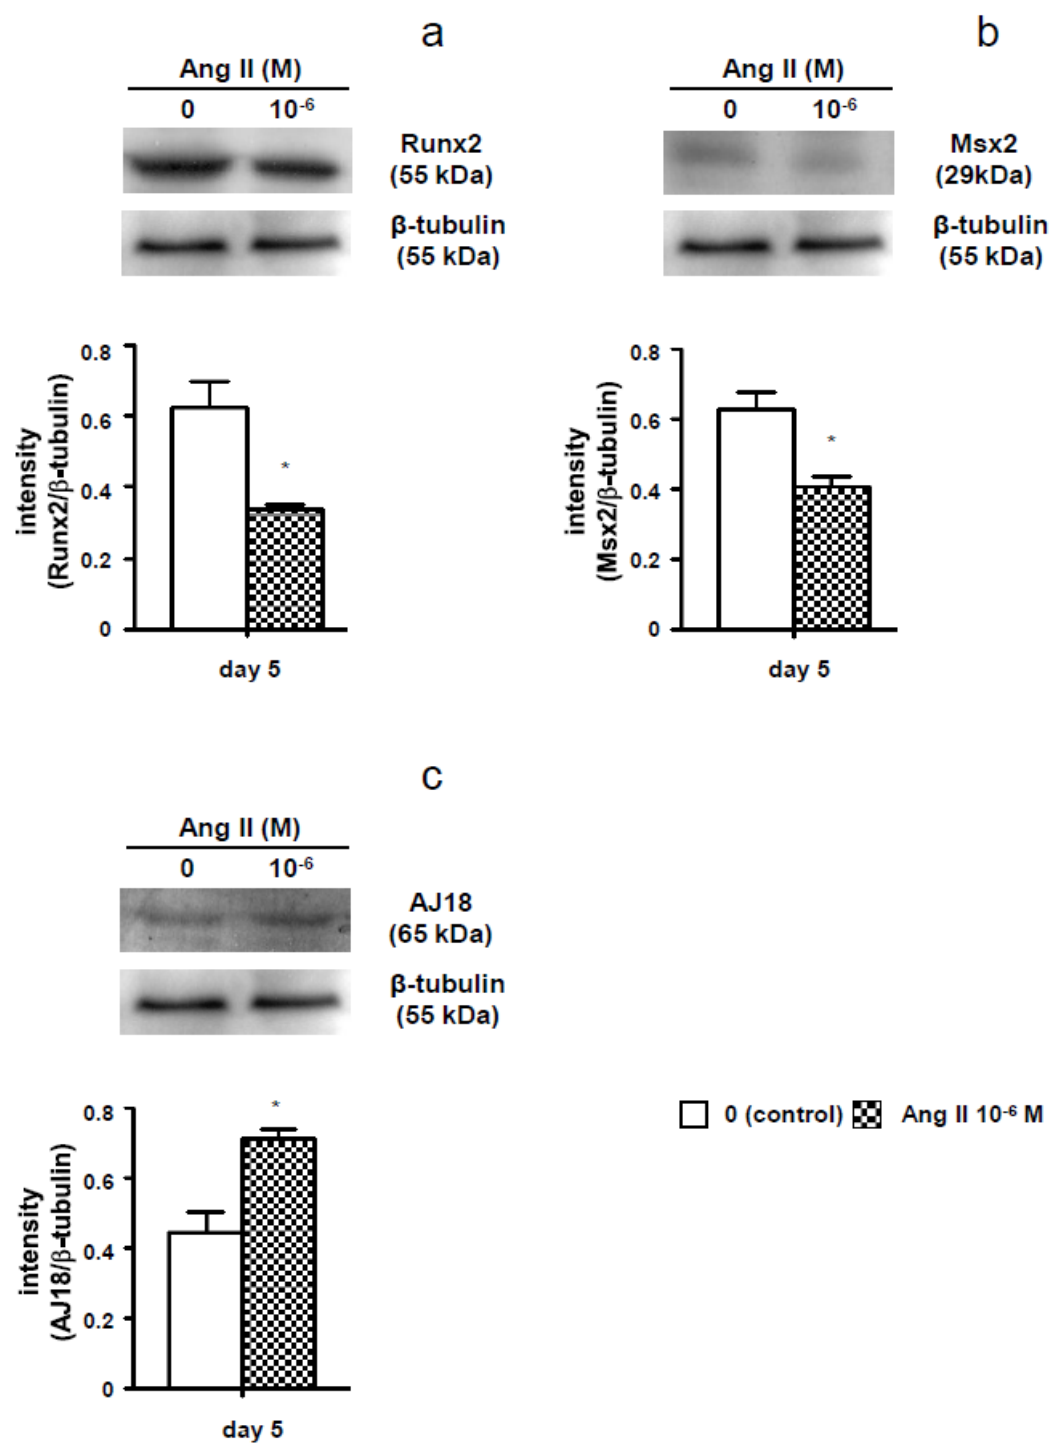 a
Ang II (M)
0 10⁻⁶
Runx2
(55 kDa)
β-tubulin
(55 kDa)
intensity
(Runx2/β-tubulin)
0.8
*
0.6
0.4
0.2
0
day 5
b
Ang II (M)
0 10⁻⁶
Msx2
(29kDa)
β-tubulin
(55 kDa)
intensity
(Msx2/β-tubulin)
0.8
0.6
*
0.4
0.2
0
day 5
c
Ang II (M)
0 10⁻⁶
AJ18
(65 kDa)
β-tubulin
(55 kDa)
intensity
(AJ18/β-tubulin)
*
0.8
0.6
0.4
0.2
0
day 5
0 (control) Ang II 10⁻⁶ M